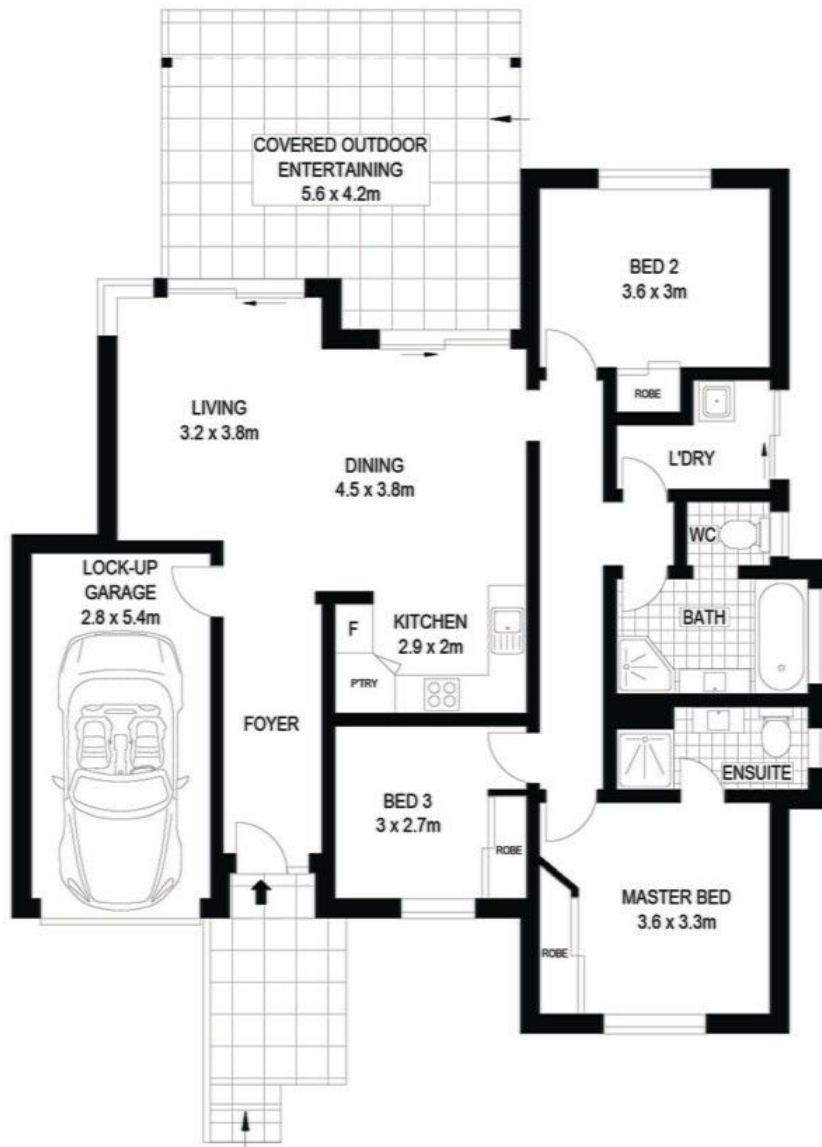 COVERED OUTDOOR
ENTERTAINING
5.6 x 4.2m
BED 2
3.6 x 3m
ROBE
LIVING
3.2 x 3.8m
DINING
4.5 x 3.8m
L'DRY
WC
LOCK-UP
GARAGE
2.8 x 5.4m
F
KITCHEN
2.9 x 2m
BATH
P'TRY
FOYER
ENSUITE
BED 3
3 x 2.7m
ROBE
MASTER BED
3.6 x 3.3m
ROBE